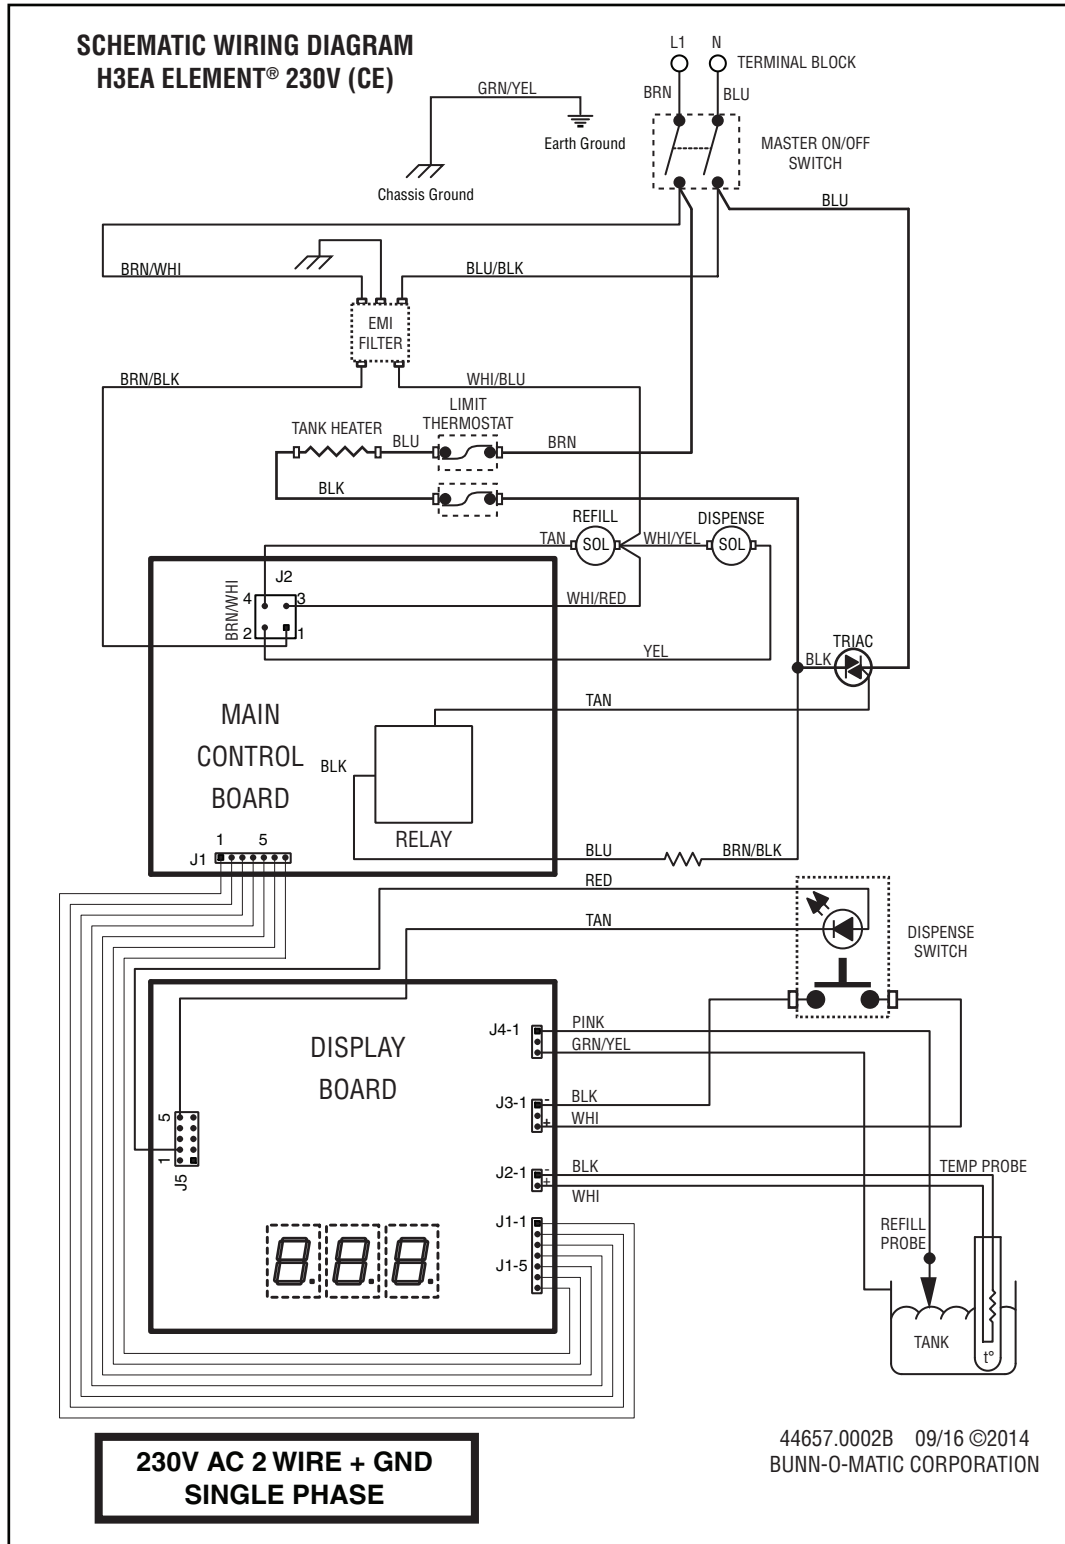 SCHEMATIC WIRING DIAGRAM
H3EA ELEMENT® 230V (CE)
L1 N
TERMINAL BLOCK
BRN BLU
GRN/YEL
Earth Ground
Chassis Ground
MASTER ON/OFF
SWITCH
BLU
BRN/WHI
BLU/BLK
EMI
FILTER
BRN/BLK
WHI/BLU
LIMIT
THERMOSTAT
TANK HEATER
BLU
BRN
BLK
REFILL
DISPENSE
TAN
SOL
WHI/YEL
SOL
J2
BRN/WHI
4 3
2 1
WHI/RED
YEL
TRIAC
BLK
TAN
MAIN
CONTROL
BOARD
BLK
RELAY
1 5
J1
BLU
BRN/BLK
RED
TAN
DISPENSE
SWITCH
DISPLAY
BOARD
J4-1
PINK
GRN/YEL
J3-1
-
BLK
+
WHI
5
1
J5
J2-1
-
BLK
+
WHI
TEMP PROBE
J1-1
J1-5
8.8.8.
REFILL
PROBE
TANK
t°
230V AC 2 WIRE + GND
SINGLE PHASE
44657.0002B 09/16 ©2014
BUNN-O-MATIC CORPORATION